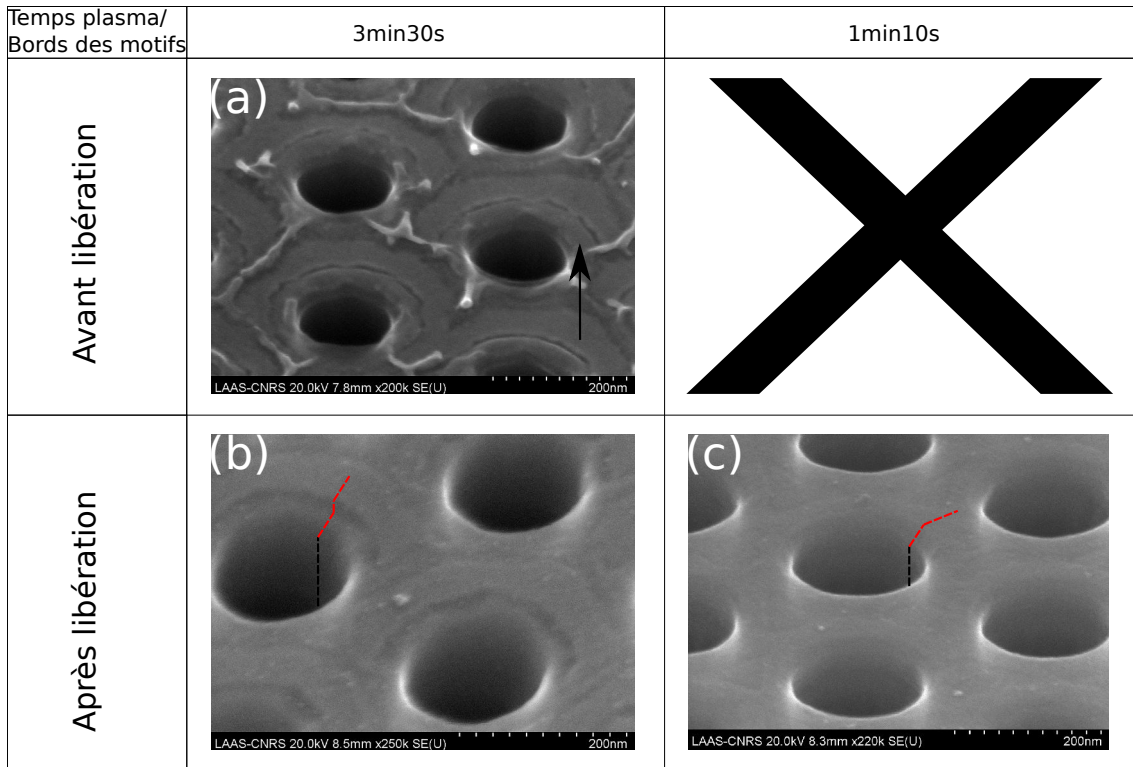 Temps plasma/
Bords des motifs
3min30s
1min10s
Avant libération
(a)
LAAS-CNRS 20.0kV 7.8mm x200k SE(U)
200nm
Après libération
(b)
LAAS-CNRS 20.0kV 8.5mm x250k SE(U)
200nm
(c)
LAAS-CNRS 20.0kV 8.3mm x220k SE(U)
200nm